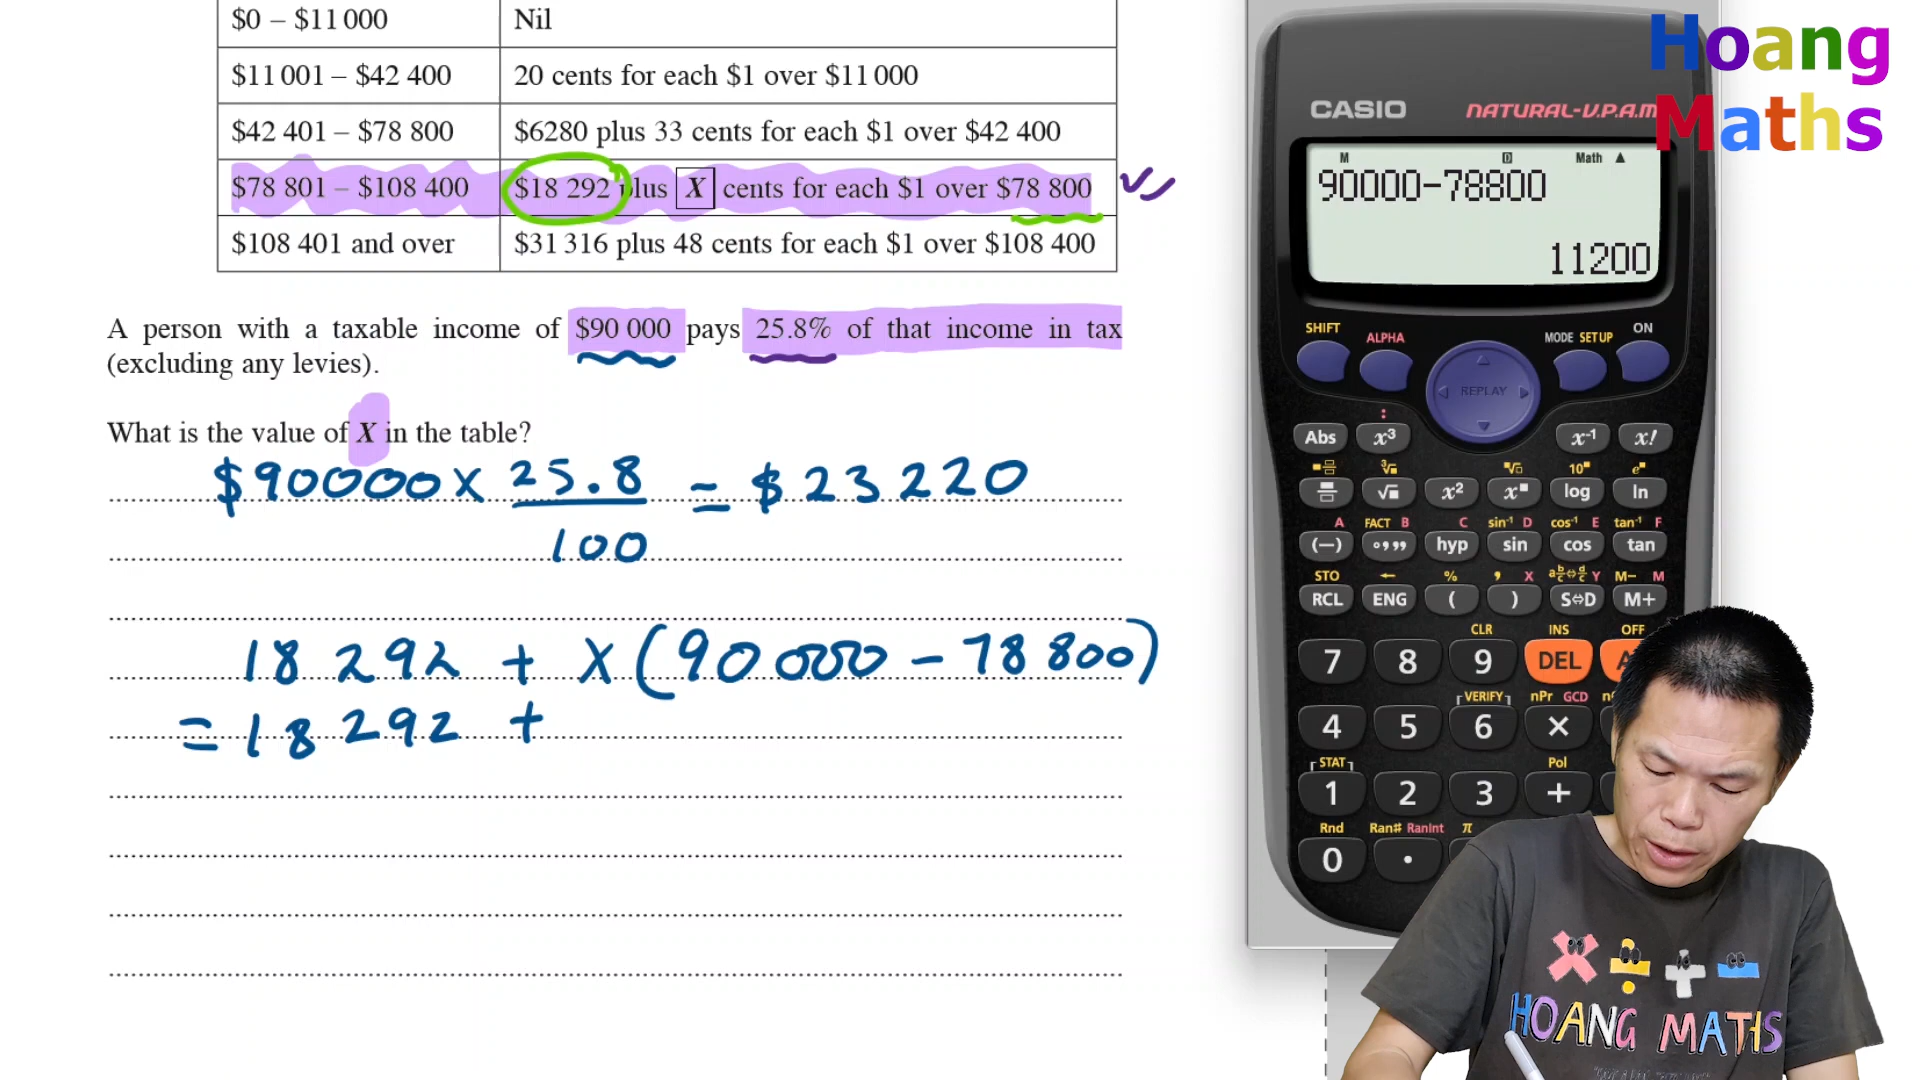 $0 – $11 000 Nil
$11 001 – $42 400 20 cents for each $1 over $11 000
$42 401 – $78 800 $6280 plus 33 cents for each $1 over $42 400
$78 801 – $108 400 $18 292 plus X cents for each $1 over $78 800
$108 401 and over $31 316 plus 48 cents for each $1 over $108 400
A person with a taxable income of $90 000 pays 25.8% of that income in tax
(excluding any levies).
What is the value of X in the table?
$90000 × 25.8/100 = $23220
18 292 + X(90 000 – 78 800)
= 18 292 +
Hoang
Maths
CASIO NATURAL-V.P.A.M.
M D Math ▲
90000−78800
11200
SHIFT ALPHA MODE SETUP ON
REPLAY
Abs x³ : x⁻¹ x!
³√ 10 e
√ x² x log ln
A FACT B C sin⁻¹ D cos⁻¹ E tan⁻¹ F
(−) °,,, hyp sin cos tan
STO ← % , X a b/c⇔d/c Y M− M
RCL ENG ( ) S⇔D M+
CLR INS OFF
7 8 9 DEL A
VERIFY nPr GCD n
4 5 6 ×
STAT Pol
1 2 3 +
Rnd Ran# RanInt π
0 •
HOANG MATHS